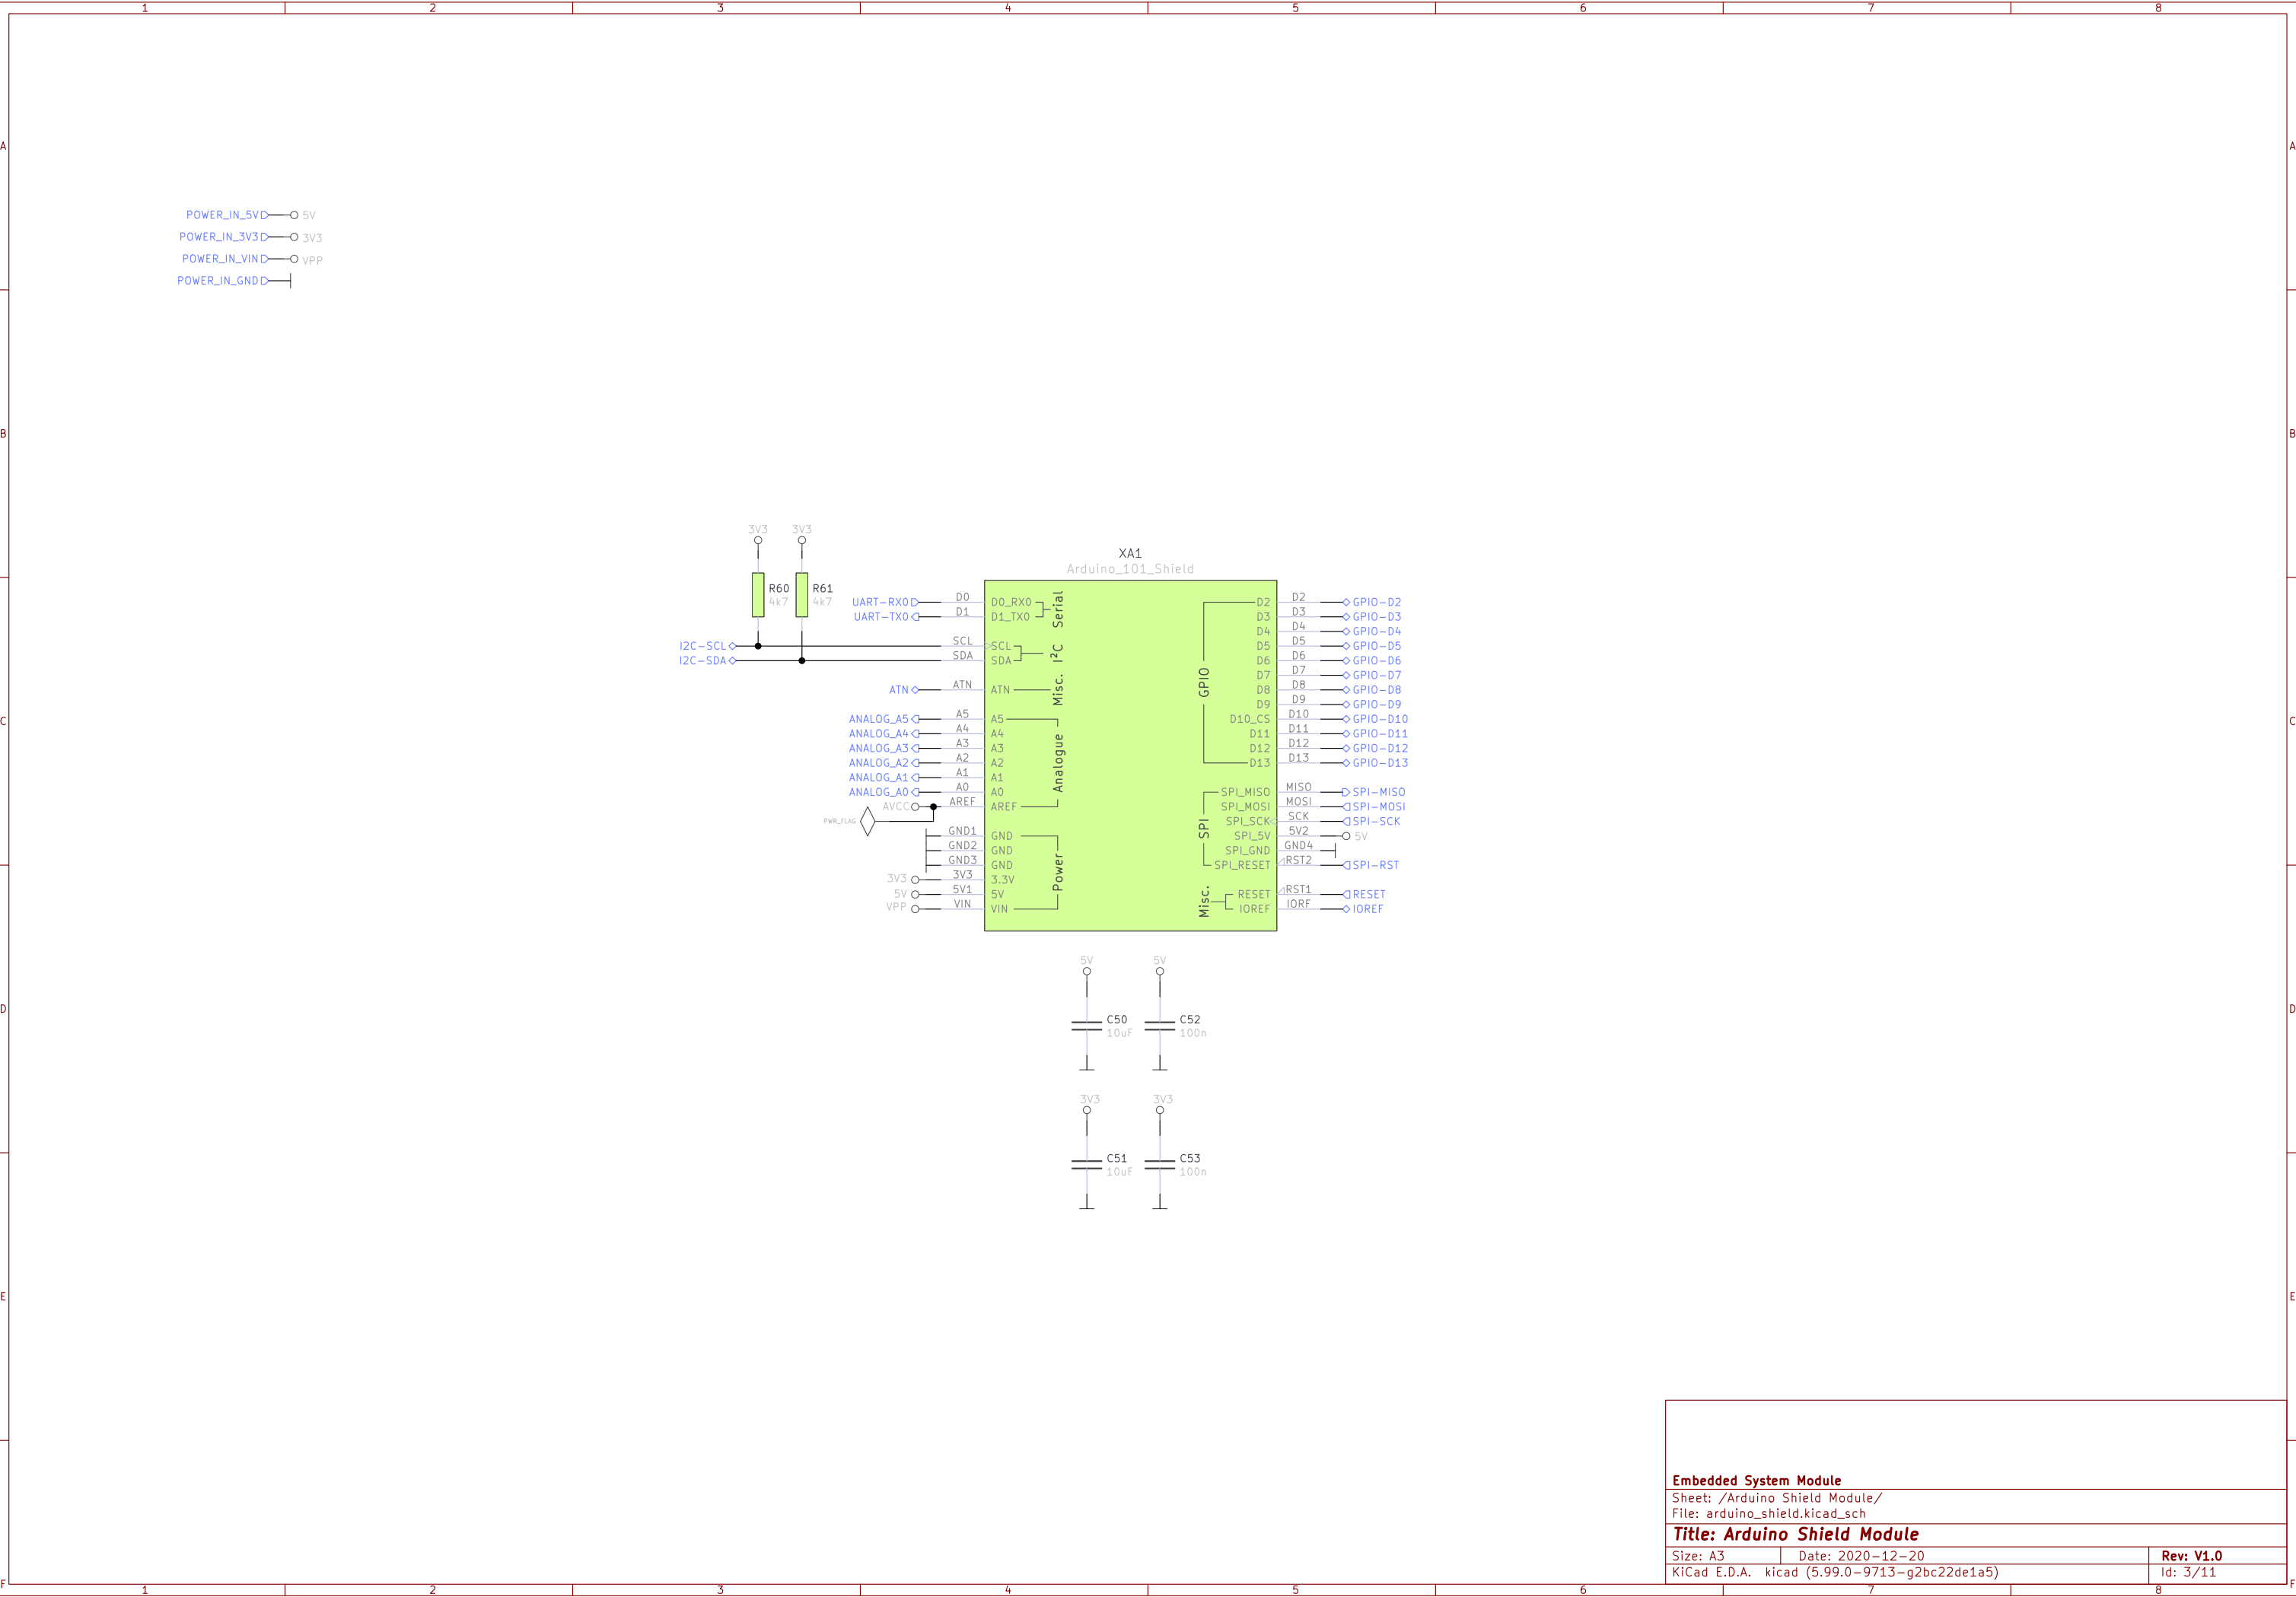 1 2 3 4 5 6 7 8
A A
POWER_IN_5V 5V
POWER_IN_3V3 3V3
POWER_IN_VIN VPP
POWER_IN_GND
B B
3V3 3V3
R60
4k7
R61
4k7
XA1
Arduino_101_Shield
UART-RX0 D0 D0_RX0
UART-TX0 D1 D1_TX0
Serial
I2C-SCL SCL SCL
I2C-SDA SDA SDA
I²C
ATN ATN ATN
Misc.
ANALOG_A5 A5 A5
ANALOG_A4 A4 A4
ANALOG_A3 A3 A3
ANALOG_A2 A2 A2
ANALOG_A1 A1 A1
ANALOG_A0 A0 A0
AVCC AREF AREF
PWR_FLAG
Analogue
GND1 GND
GND2 GND
GND3 GND
3V3 3V3 3.3V
5V 5V1 5V
VPP VIN VIN
Power
D2 D2 GPIO-D2
D3 D3 GPIO-D3
D4 D4 GPIO-D4
D5 D5 GPIO-D5
D6 D6 GPIO-D6
D7 D7 GPIO-D7
D8 D8 GPIO-D8
D9 D9 GPIO-D9
D10_CS D10 GPIO-D10
D11 D11 GPIO-D11
D12 D12 GPIO-D12
D13 D13 GPIO-D13
GPIO
SPI_MISO MISO SPI-MISO
SPI_MOSI MOSI SPI-MOSI
SPI_SCK SCK SPI-SCK
SPI_5V 5V2 5V
SPI_GND GND4
SPI_RESET RST2 SPI-RST
SPI
RESET RST1 RESET
IOREF IORF IOREF
Misc.
C C
5V 5V
C50
10uF
C52
100n
D D
3V3 3V3
C51
10uF
C53
100n
E E
Embedded System Module
Sheet: /Arduino Shield Module/
File: arduino_shield.kicad_sch
Title: Arduino Shield Module
Size: A3 Date: 2020-12-20 Rev: V1.0
KiCad E.D.A. kicad (5.99.0-9713-g2bc22de1a5) Id: 3/11
F F
1 2 3 4 5 6 7 8